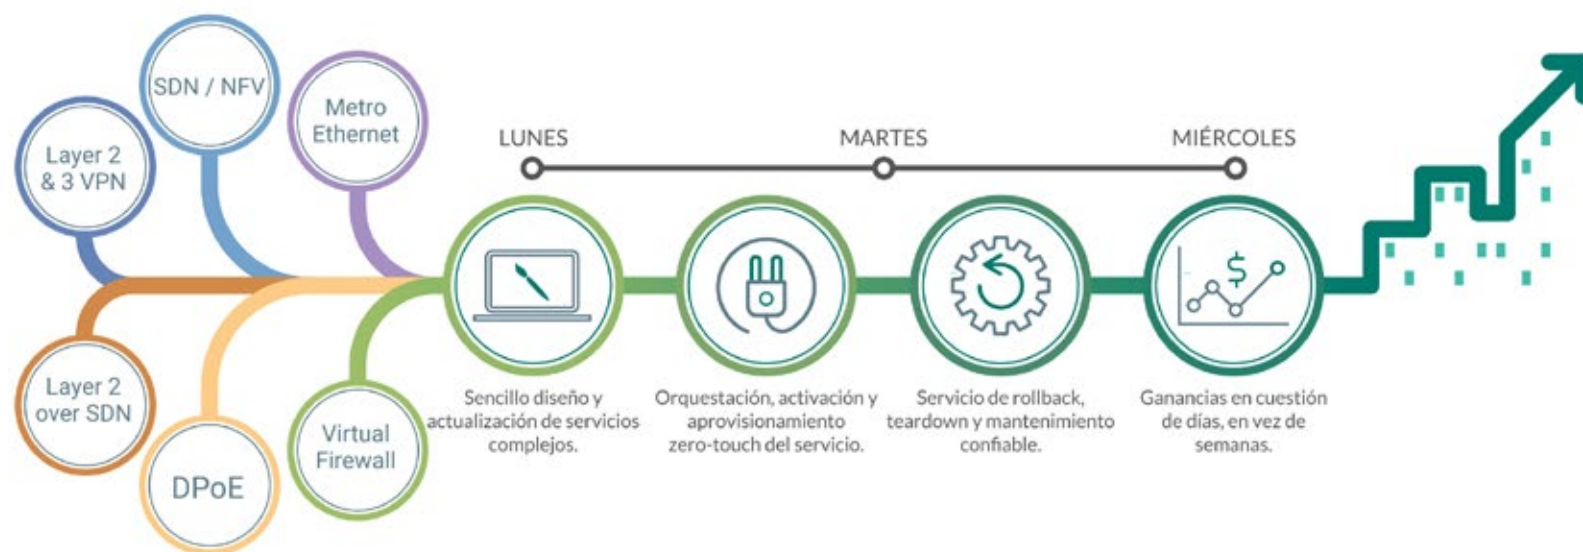 SDN / NFV
Metro
Ethernet
Layer 2
& 3 VPN
Layer 2
over SDN
DPoE
Virtual
Firewall
LUNES
MARTES
MIÉRCOLES
Sencillo diseño y
actualización de servicios
complejos.
Orquestación, activación y
aprovisionamiento
zero-touch del servicio.
Servicio de rollback,
teardown y mantenimiento
confiable.
$
Ganancias en cuestión
de días, en vez de
semanas.